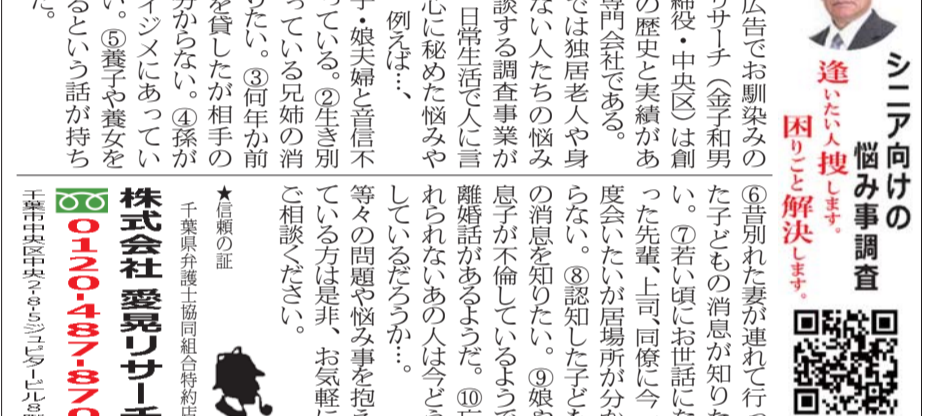 シニア向けの
悩み事調査
逢いたい人捜します。
困りごと解決します。
広告でお馴染みの
リサーチ（金子和男
締役・中央区）は創
の歴史と実績があ
専門会社である。
では独居老人や身
ない人たちの悩み
談する調査事業が
日常生活で人に言
心に秘めた悩みや
例えば…、
子・娘夫婦と音信不
っている。②生き別
っている兄姉の消
りたい。③何年か前
を貸したが相手の
分からない。④孫が
イジメにあってい
い。⑤養子や養女を
るという話が持ち
た。
⑥昔別れた妻が連れて行っ
た子どもの消息が知りた
い。⑦若い頃にお世話にな
った先輩、上司、同僚に今一
度会いたいが居場所が分か
らない。⑧認知した子ども
の消息を知りたい。⑨娘や
息子が不倫しているようで
離婚話があるようだ。⑩忘
れられないあの人は今どう
しているだろうか…。
等々の問題や悩み事を抱え
ている方は是非、お気軽に
ご相談ください。
★信頼の証
千葉県弁護士協同組合特約店
株式会社 愛晃リサーチ
0120-487-870
千葉市中央区中央2-8-5ジュピタービル8階